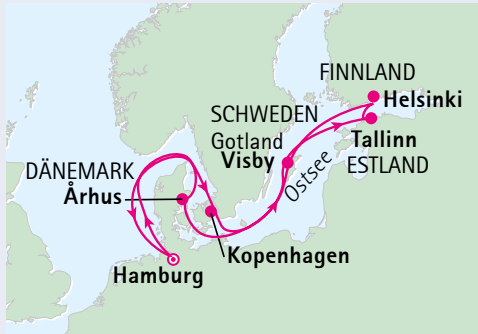 FINNLAND
Helsinki
SCHWEDEN
Gotland
Visby
Tallinn
ESTLAND
Ostsee
DÄNEMARK
Århus
Kopenhagen
Hamburg